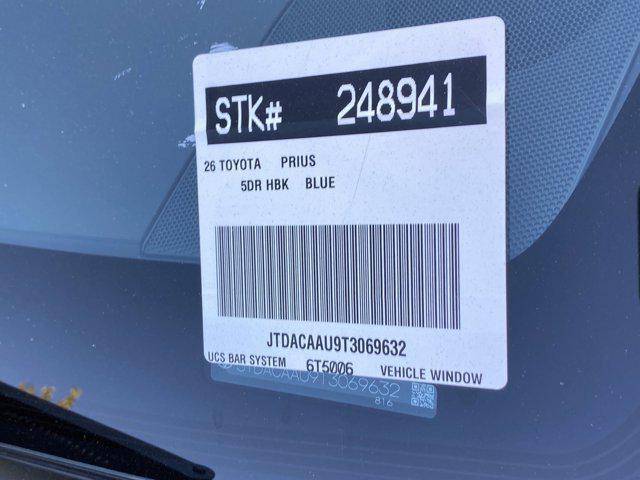 STK# 248941
26 TOYOTA PRIUS
5DR HBK BLUE
JTDACAAU9T3069632
UCS BAR SYSTEM 6T5006 VEHICLE WINDOW
JTDACAAU9T3069632
816